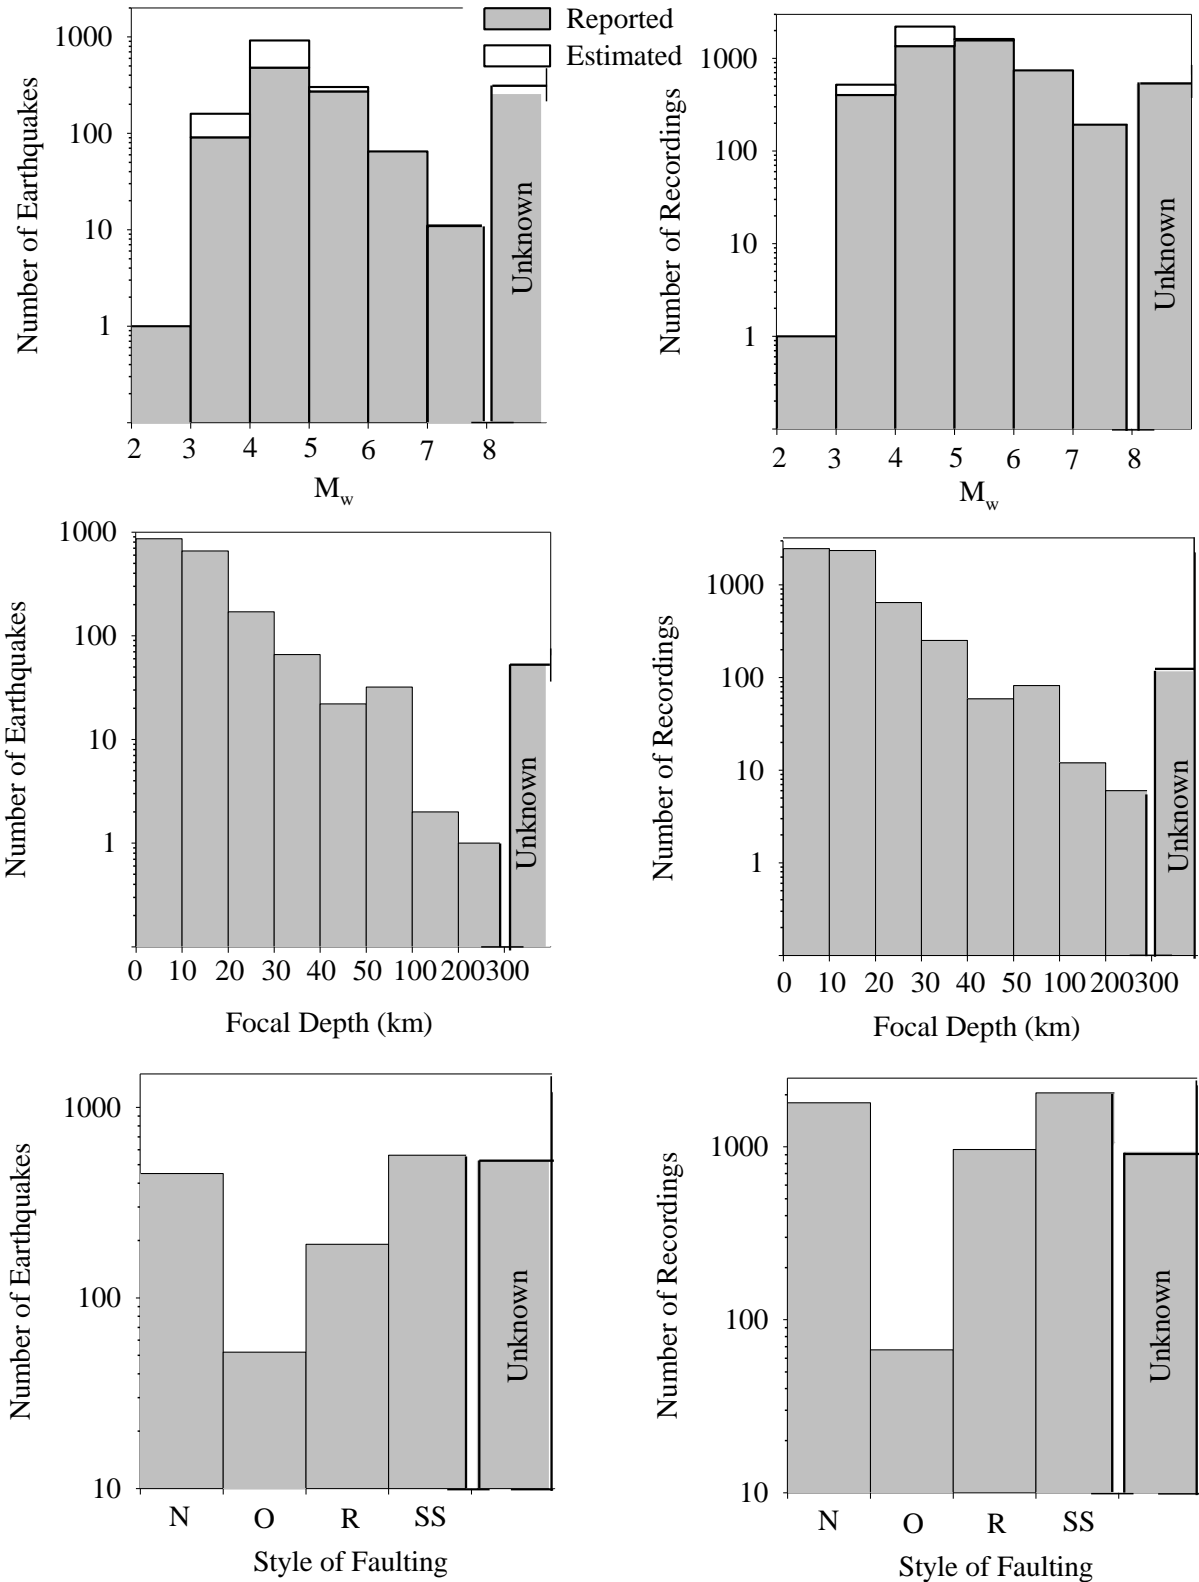 Reported
Estimated
Number of Earthquakes
1000
100
10
1
Unknown
2 3 4 5 6 7 8
Mw
Number of Recordings
1000
100
10
1
Unknown
2 3 4 5 6 7 8
Mw
Number of Earthquakes
1000
100
10
1
Unknown
0 10 20 30 40 50 100 200 300
Focal Depth (km)
Number of Recordings
1000
100
10
1
Unknown
0 10 20 30 40 50 100 200 300
Focal Depth (km)
Number of Earthquakes
1000
100
10
Unknown
N O R SS
Style of Faulting
Number of Recordings
1000
100
10
Unknown
N O R SS
Style of Faulting